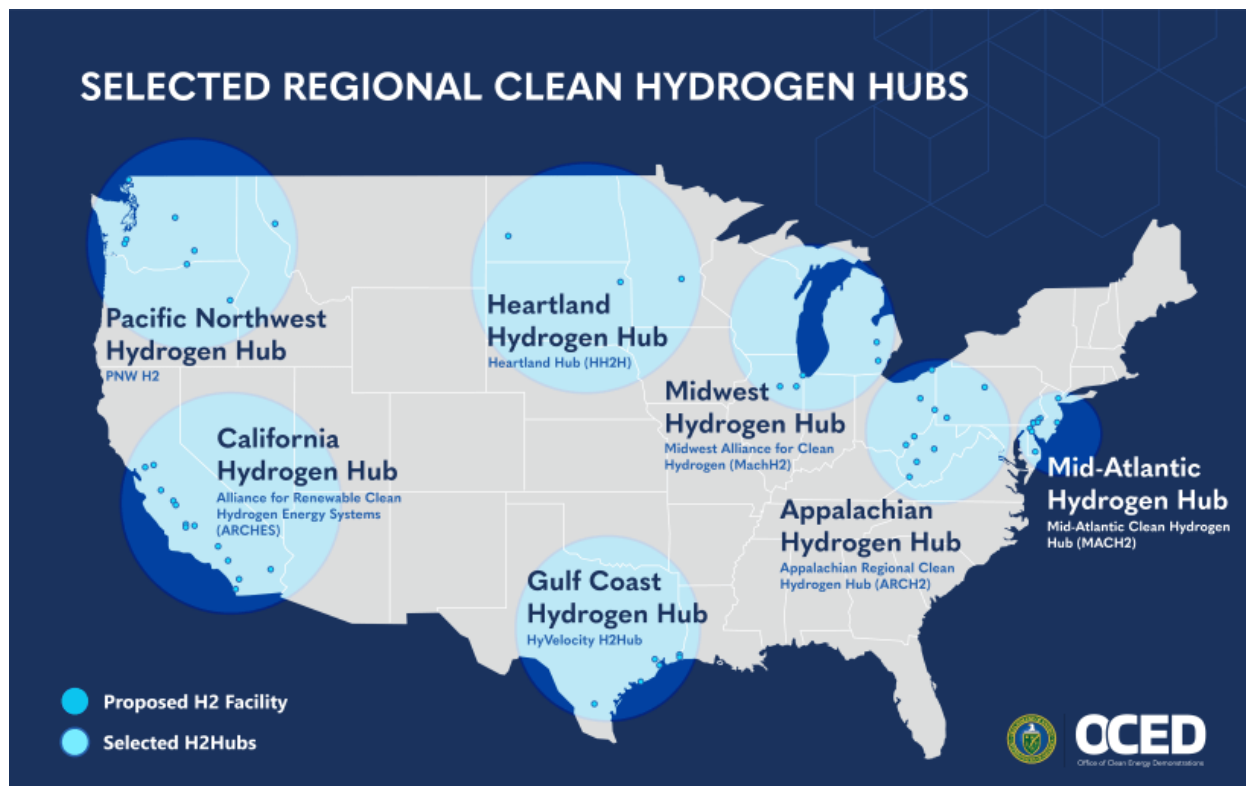 SELECTED REGIONAL CLEAN HYDROGEN HUBS
Pacific Northwest
Hydrogen Hub
PNW H2
Heartland
Hydrogen Hub
Heartland Hub (HH2H)
Midwest
Hydrogen Hub
Midwest Alliance for Clean
Hydrogen (MachH2)
California
Hydrogen Hub
Alliance for Renewable Clean
Hydrogen Energy Systems
(ARCHES)
Mid-Atlantic
Hydrogen Hub
Mid-Atlantic Clean Hydrogen
Hub (MACH2)
Appalachian
Hydrogen Hub
Appalachian Regional Clean
Hydrogen Hub (ARCH2)
Gulf Coast
Hydrogen Hub
HyVelocity H2Hub
Proposed H2 Facility
Selected H2Hubs
OCED
Office of Clean Energy Demonstrations